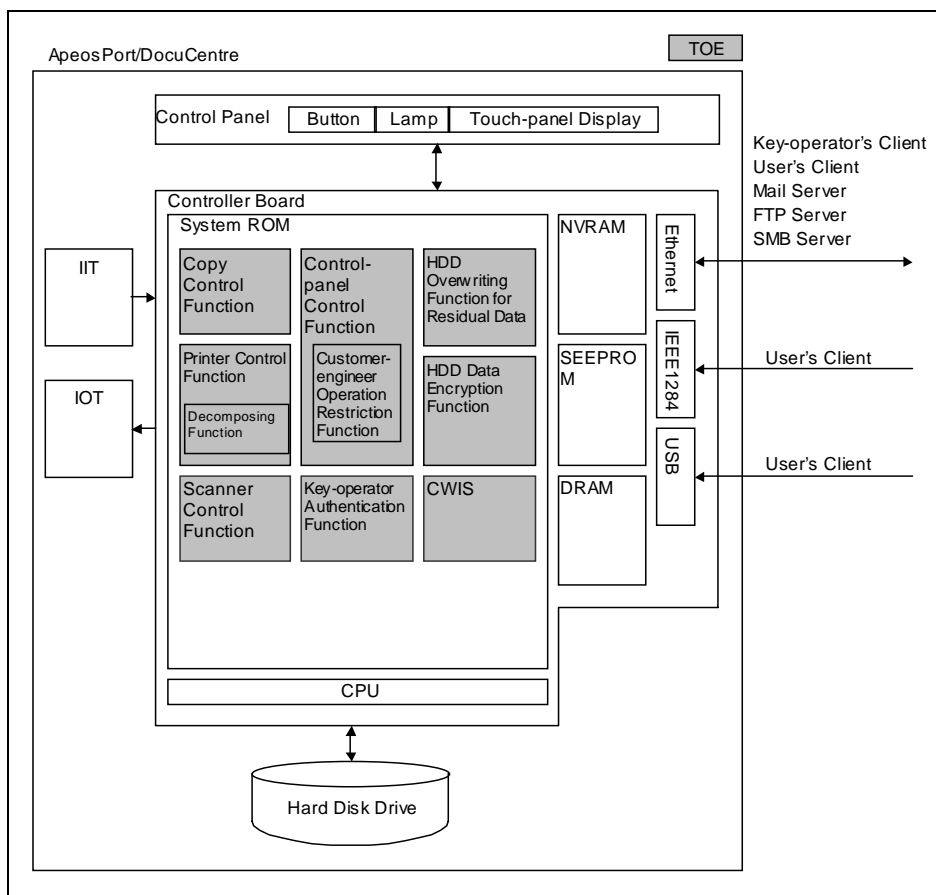 ApeosPort/DocuCentre
TOE
Control Panel
Button
Lamp
Touch-panel Display
Key-operator's Client
User's Client
Mail Server
FTP Server
SMB Server
Controller Board
System ROM
NVRAM
Ethernet
IIT
Copy
Control
Function
Control-
panel
Control
Function
HDD
Overwriting
Function for
Residual Data
Customer-
engineer
Operation
Restriction
Function
Printer Control
Function
Decomposing
Function
HDD Data
Encryption
Function
SEEPRO
M
IEEE1284
User's Client
IOT
USB
User's Client
Scanner
Control
Function
Key-operator
Authentication
Function
CWIS
DRAM
CPU
Hard Disk Drive